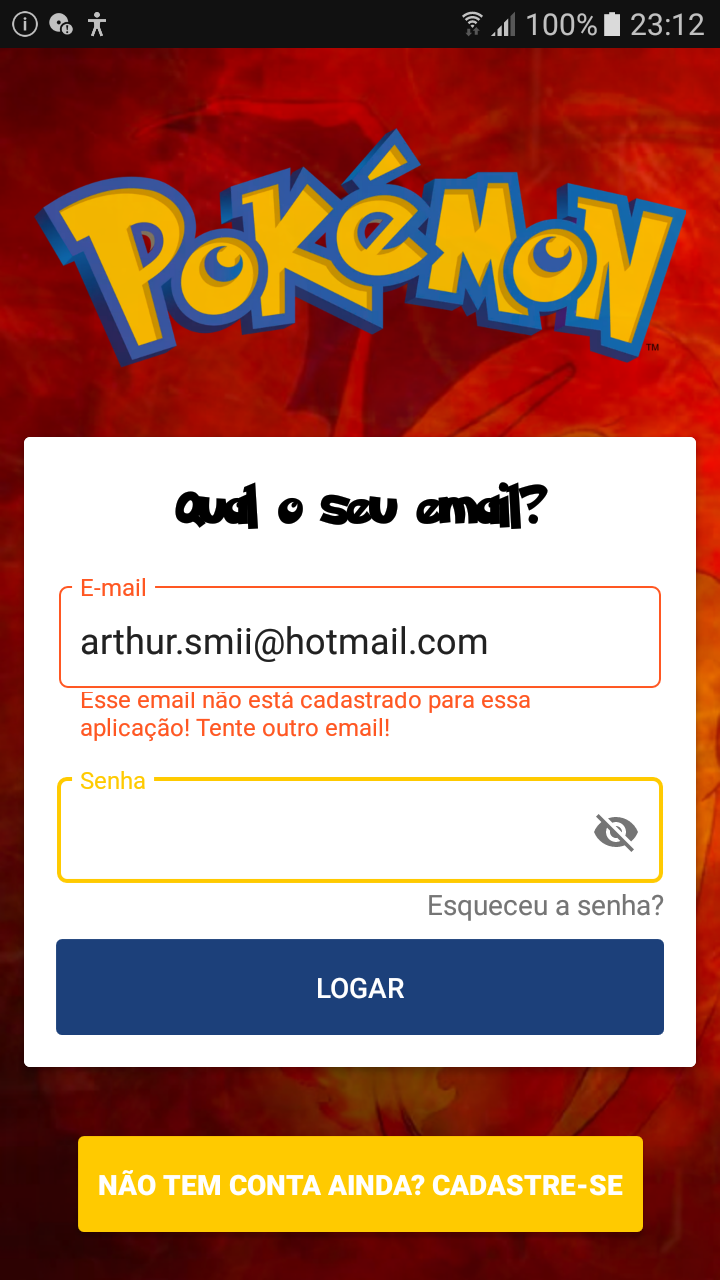 100% 23:12
POKéMON
TM
Qual o seu email?
E-mail
arthur.smii@hotmail.com
Esse email não está cadastrado para essa
aplicação! Tente outro email!
Senha
Esqueceu a senha?
LOGAR
NÃO TEM CONTA AINDA? CADASTRE-SE